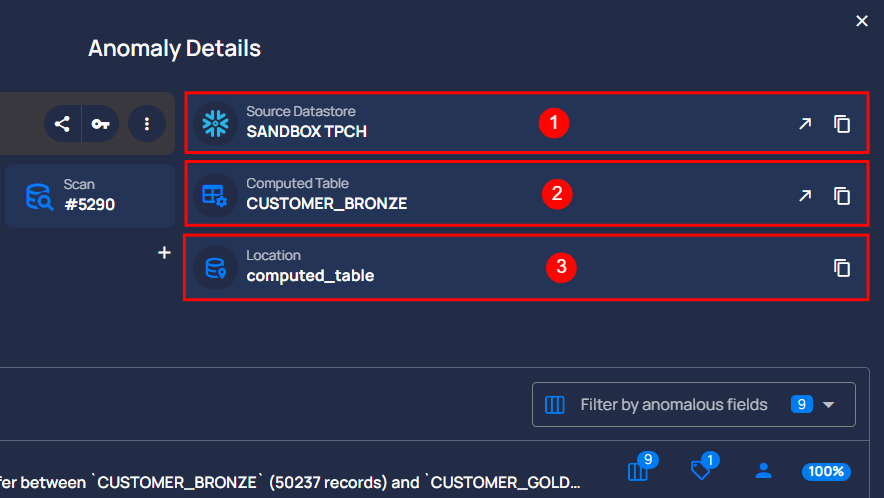 Anomaly Details
Source Datastore
SANDBOX TPCH
1
Scan
#5290
Computed Table
CUSTOMER_BRONZE
2
Location
computed_table
3
Filter by anomalous fields 9
fer between `CUSTOMER_BRONZE` (50237 records) and `CUSTOMER_GOLD...
9
1
100%